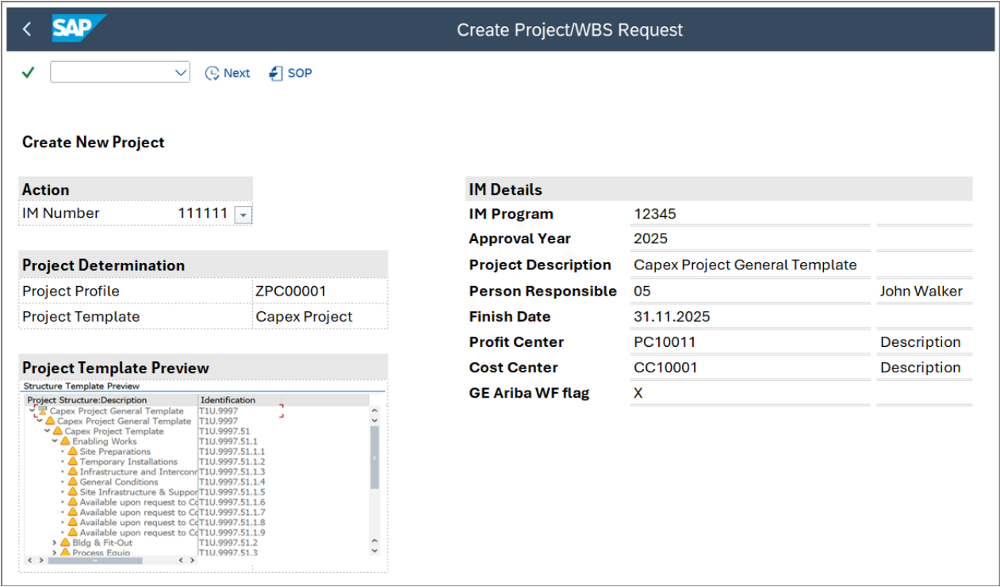 SAP
Create Project/WBS Request
Next SOP
Create New Project
Action
IM Number 111111
Project Determination
Project Profile ZPC00001
Project Template Capex Project
Project Template Preview
Structure Template Preview
Project Structure:Description Identification
Capex Project General Template T1U.9997
Capex Project General Template T1U.9997
Capex Project Template T1U.9997.51
Enabling Works T1U.9997.51.1
Site Preparations T1U.9997.51.1.1
Temporary Installations T1U.9997.51.1.2
Infrastructure and Interconr T1U.9997.51.1.3
General Conditions T1U.9997.51.1.4
Site Infrastructure & Suppor T1U.9997.51.1.5
Available upon request to Cc T1U.9997.51.1.6
Available upon request to Cc T1U.9997.51.1.7
Available upon request to Cc T1U.9997.51.1.8
Available upon request to Cc T1U.9997.51.1.9
Bldg & Fit-Out T1U.9997.51.2
Process Equip T1U.9997.51.3
IM Details
IM Program 12345
Approval Year 2025
Project Description Capex Project General Template
Person Responsible 05 John Walker
Finish Date 31.11.2025
Profit Center PC10011 Description
Cost Center CC10001 Description
GE Ariba WF flag X